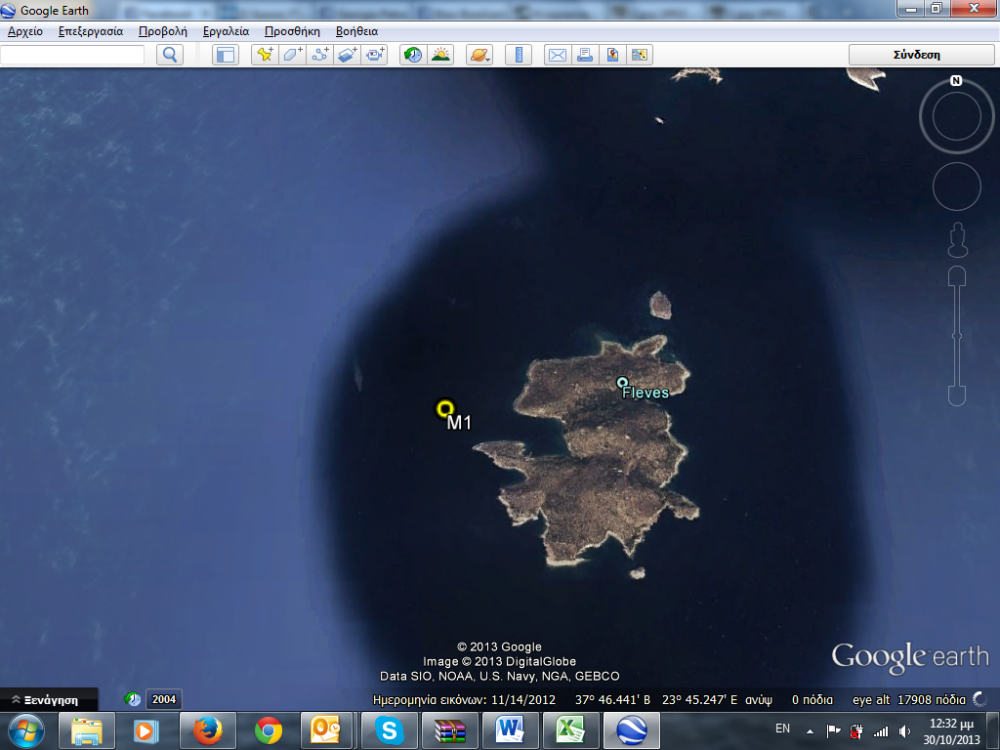 Google Earth
Αρχείο Επεξεργασία Προβολή Εργαλεία Προσθήκη Βοήθεια
Σύνδεση
N
Fleves
M1
© 2013 Google
Image © 2013 DigitalGlobe
Data SIO, NOAA, U.S. Navy, NGA, GEBCO
Google earth
Ξενάγηση 2004 Ημερομηνία εικόνων: 11/14/2012 37° 46.441' Β 23° 45.247' Ε ανύψ 0 πόδια eye alt 17908 πόδια
EN 12:32 μμ
30/10/2013